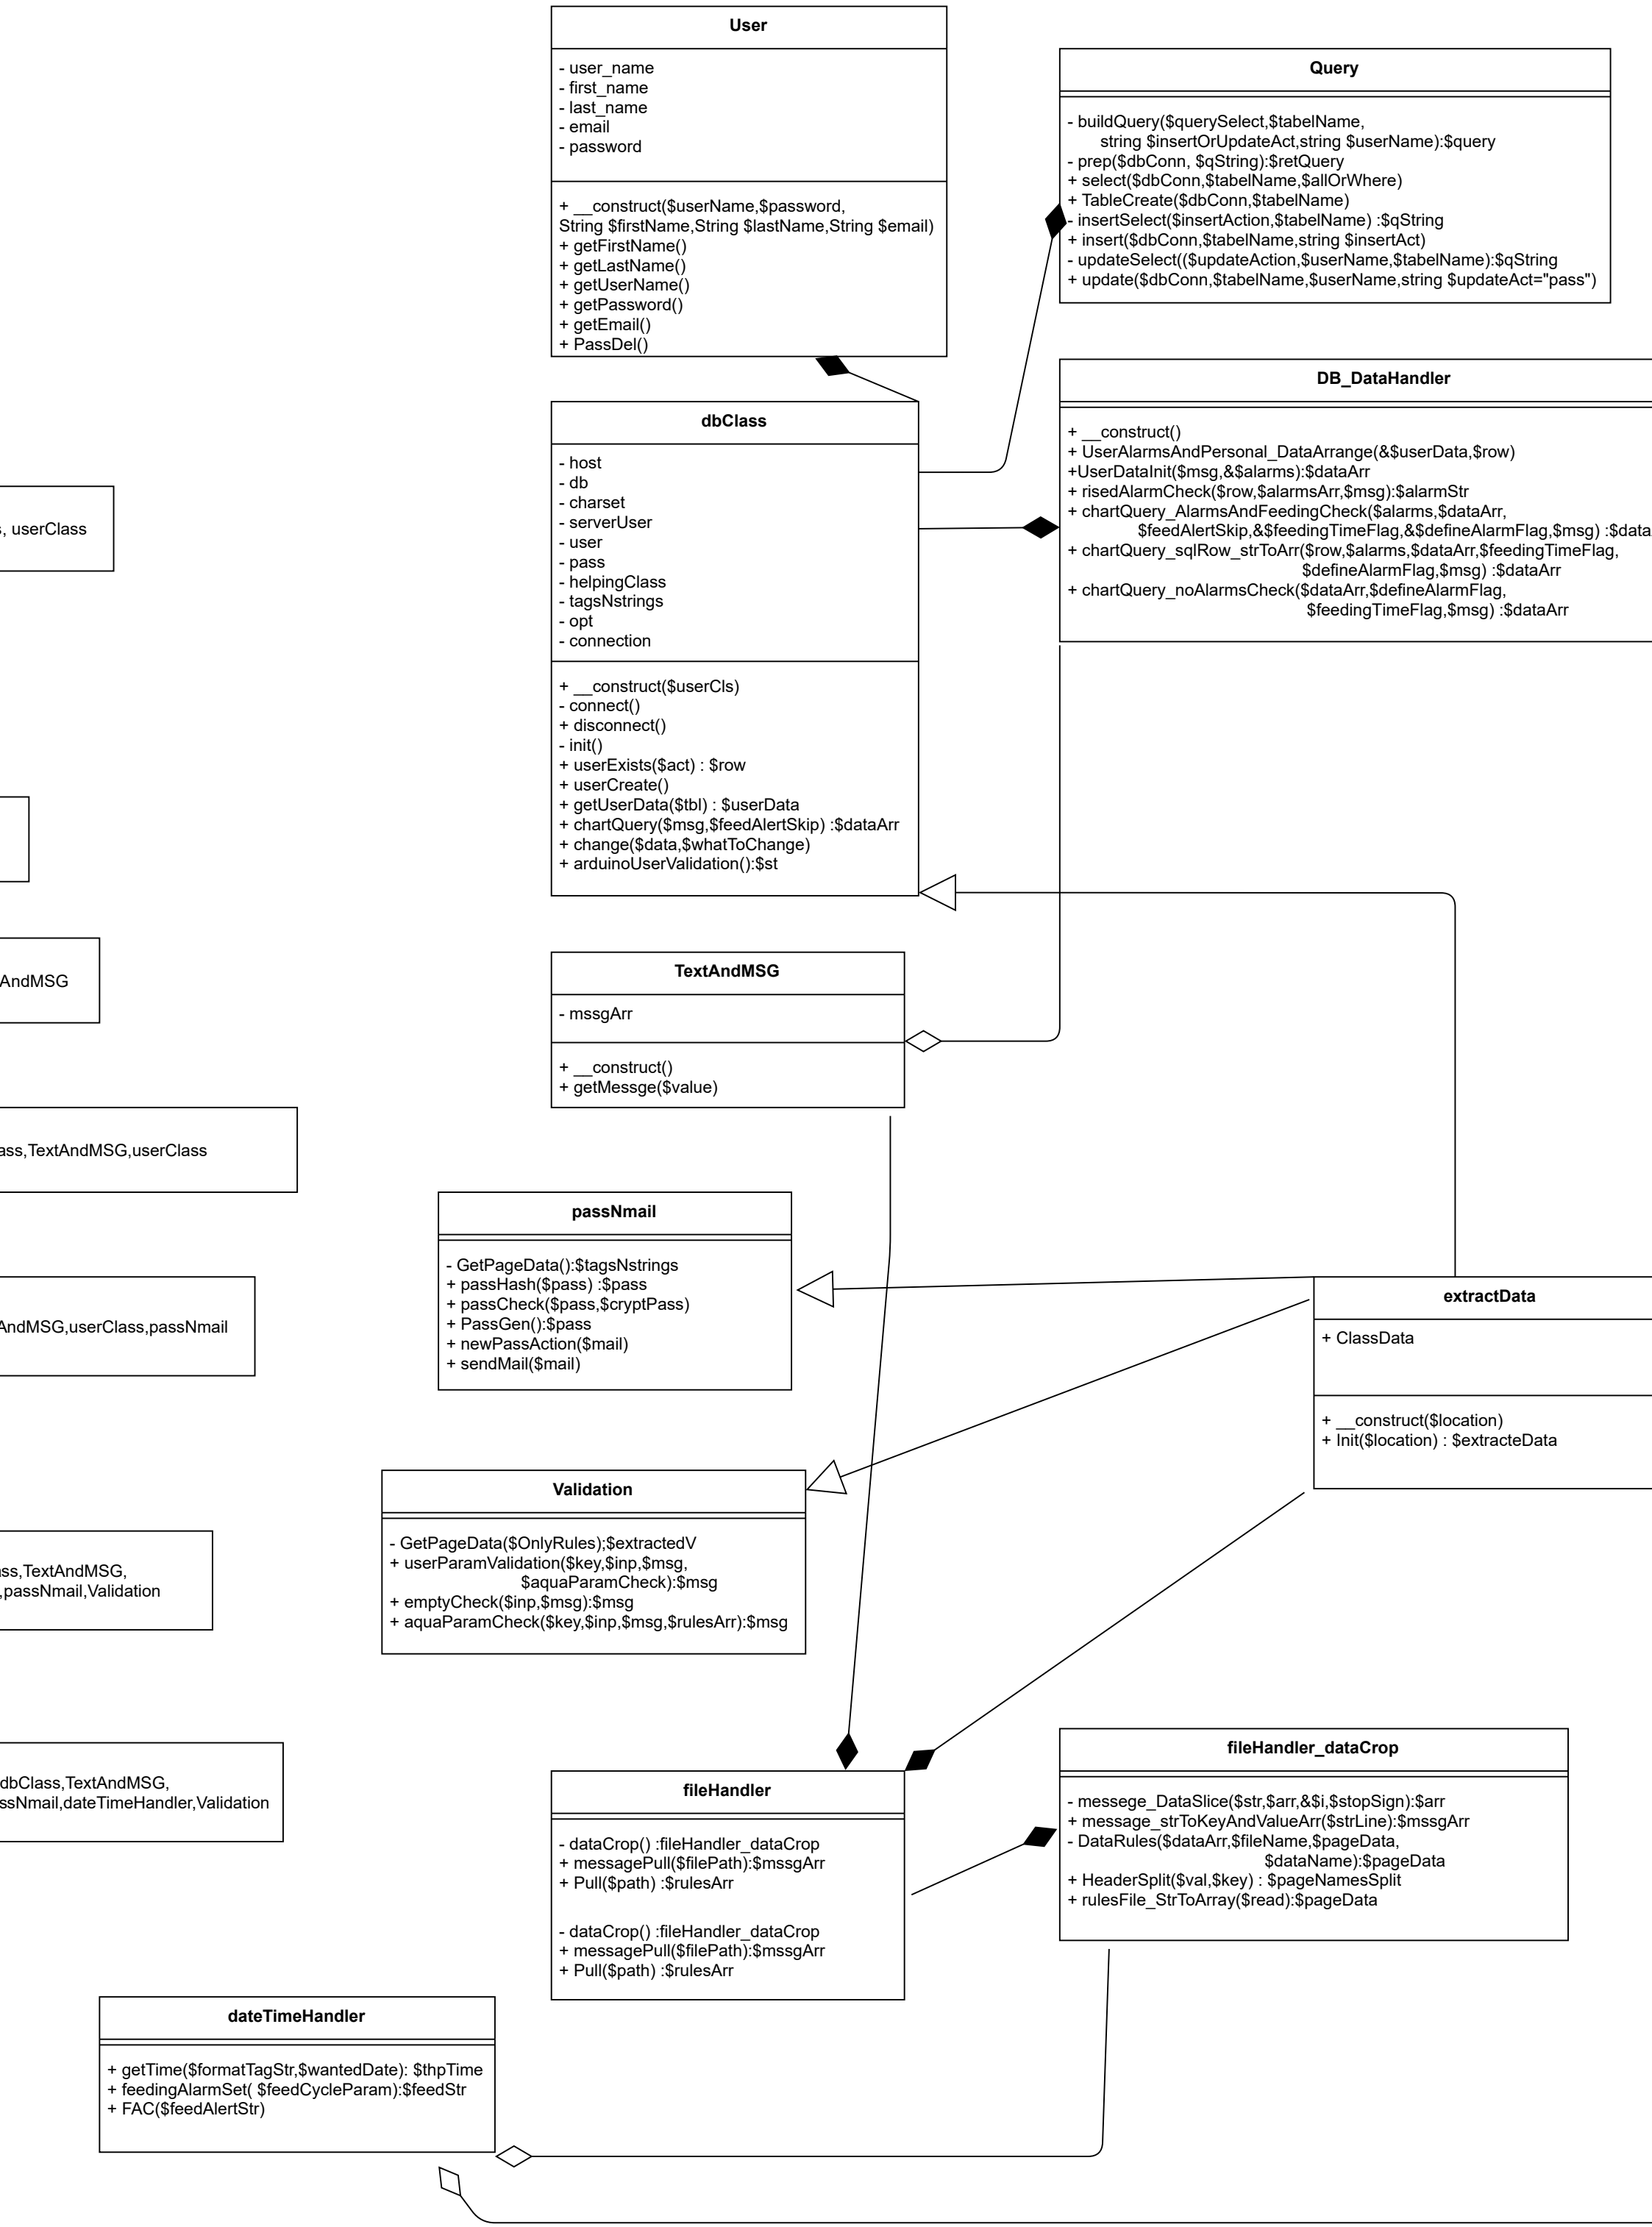 User
- user_name
- first_name
- last_name
- email
- password
+ __construct($userName,$password,
String $firstName,String $lastName,String $email)
+ getFirstName()
+ getLastName()
+ getUserName()
+ getPassword()
+ getEmail()
+ PassDel()
Query
- buildQuery($querySelect,$tabelName,
string $insertOrUpdateAct,string $userName):$query
- prep($dbConn, $qString):$retQuery
+ select($dbConn,$tabelName,$allOrWhere)
+ TableCreate($dbConn,$tabelName)
- insertSelect($insertAction,$tabelName) :$qString
+ insert($dbConn,$tabelName,string $insertAct)
- updateSelect(($updateAction,$userName,$tabelName):$qString
+ update($dbConn,$tabelName,$userName,string $updateAct="pass")
DB_DataHandler
+ __construct()
+ UserAlarmsAndPersonal_DataArrange(&$userData,$row)
+UserDataInit($msg,&$alarms):$dataArr
+ risedAlarmCheck($row,$alarmsArr,$msg):$alarmStr
+ chartQuery_AlarmsAndFeedingCheck($alarms,$dataArr,
$feedAlertSkip,&$feedingTimeFlag,&$defineAlarmFlag,$msg) :$data
+ chartQuery_sqlRow_strToArr($row,$alarms,$dataArr,$feedingTimeFlag,
$defineAlarmFlag,$msg) :$dataArr
+ chartQuery_noAlarmsCheck($dataArr,$defineAlarmFlag,
$feedingTimeFlag,$msg) :$dataArr
dbClass
- host
- db
- charset
- serverUser
- user
- pass
- helpingClass
- tagsNstrings
- opt
- connection
+ __construct($userCls)
- connect()
+ disconnect()
- init()
+ userExists($act) : $row
+ userCreate()
+ getUserData($tbl) : $userData
+ chartQuery($msg,$feedAlertSkip) :$dataArr
+ change($data,$whatToChange)
+ arduinoUserValidation():$st
, userClass
TextAndMSG
- mssgArr
+ __construct()
+ getMessge($value)
AndMSG
ass,TextAndMSG,userClass
passNmail
- GetPageData():$tagsNstrings
+ passHash($pass) :$pass
+ passCheck($pass,$cryptPass)
+ PassGen():$pass
+ newPassAction($mail)
+ sendMail($mail)
AndMSG,userClass,passNmail
extractData
+ ClassData
+ __construct($location)
+ Init($location) : $extracteData
Validation
- GetPageData($OnlyRules);$extractedV
+ userParamValidation($key,$inp,$msg,
$aquaParamCheck):$msg
+ emptyCheck($inp,$msg):$msg
+ aquaParamCheck($key,$inp,$msg,$rulesArr):$msg
ss,TextAndMSG,
,passNmail,Validation
dbClass,TextAndMSG,
ssNmail,dateTimeHandler,Validation
fileHandler
- dataCrop() :fileHandler_dataCrop
+ messagePull($filePath):$mssgArr
+ Pull($path) :$rulesArr
- dataCrop() :fileHandler_dataCrop
+ messagePull($filePath):$mssgArr
+ Pull($path) :$rulesArr
fileHandler_dataCrop
- messege_DataSlice($str,$arr,&$i,$stopSign):$arr
+ message_strToKeyAndValueArr($strLine):$mssgArr
- DataRules($dataArr,$fileName,$pageData,
$dataName):$pageData
+ HeaderSplit($val,$key) : $pageNamesSplit
+ rulesFile_StrToArray($read):$pageData
dateTimeHandler
+ getTime($formatTagStr,$wantedDate): $thpTime
+ feedingAlarmSet( $feedCycleParam):$feedStr
+ FAC($feedAlertStr)